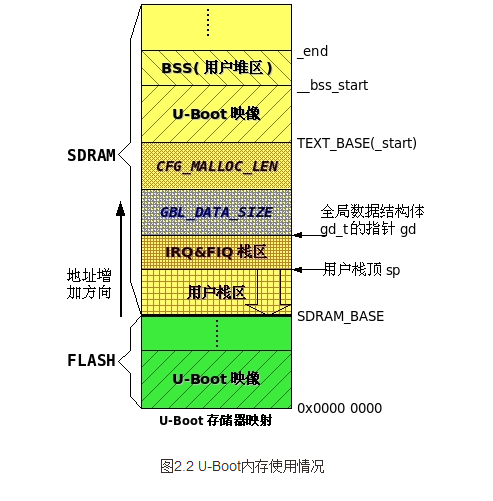 _end
BSS(用户堆区)
__bss_start
U-Boot 映像
TEXT_BASE(_start)
SDRAM
CFG_MALLOC_LEN
GBL_DATA_SIZE
全局数据结构体
gd_t的指针 gd
IRQ&FIQ 栈区
用户栈顶 sp
地址增
加方向
用户栈区
SDRAM_BASE
FLASH
U-Boot 映像
0x0000 0000
U-Boot 存储器映射
图2.2 U-Boot内存使用情况